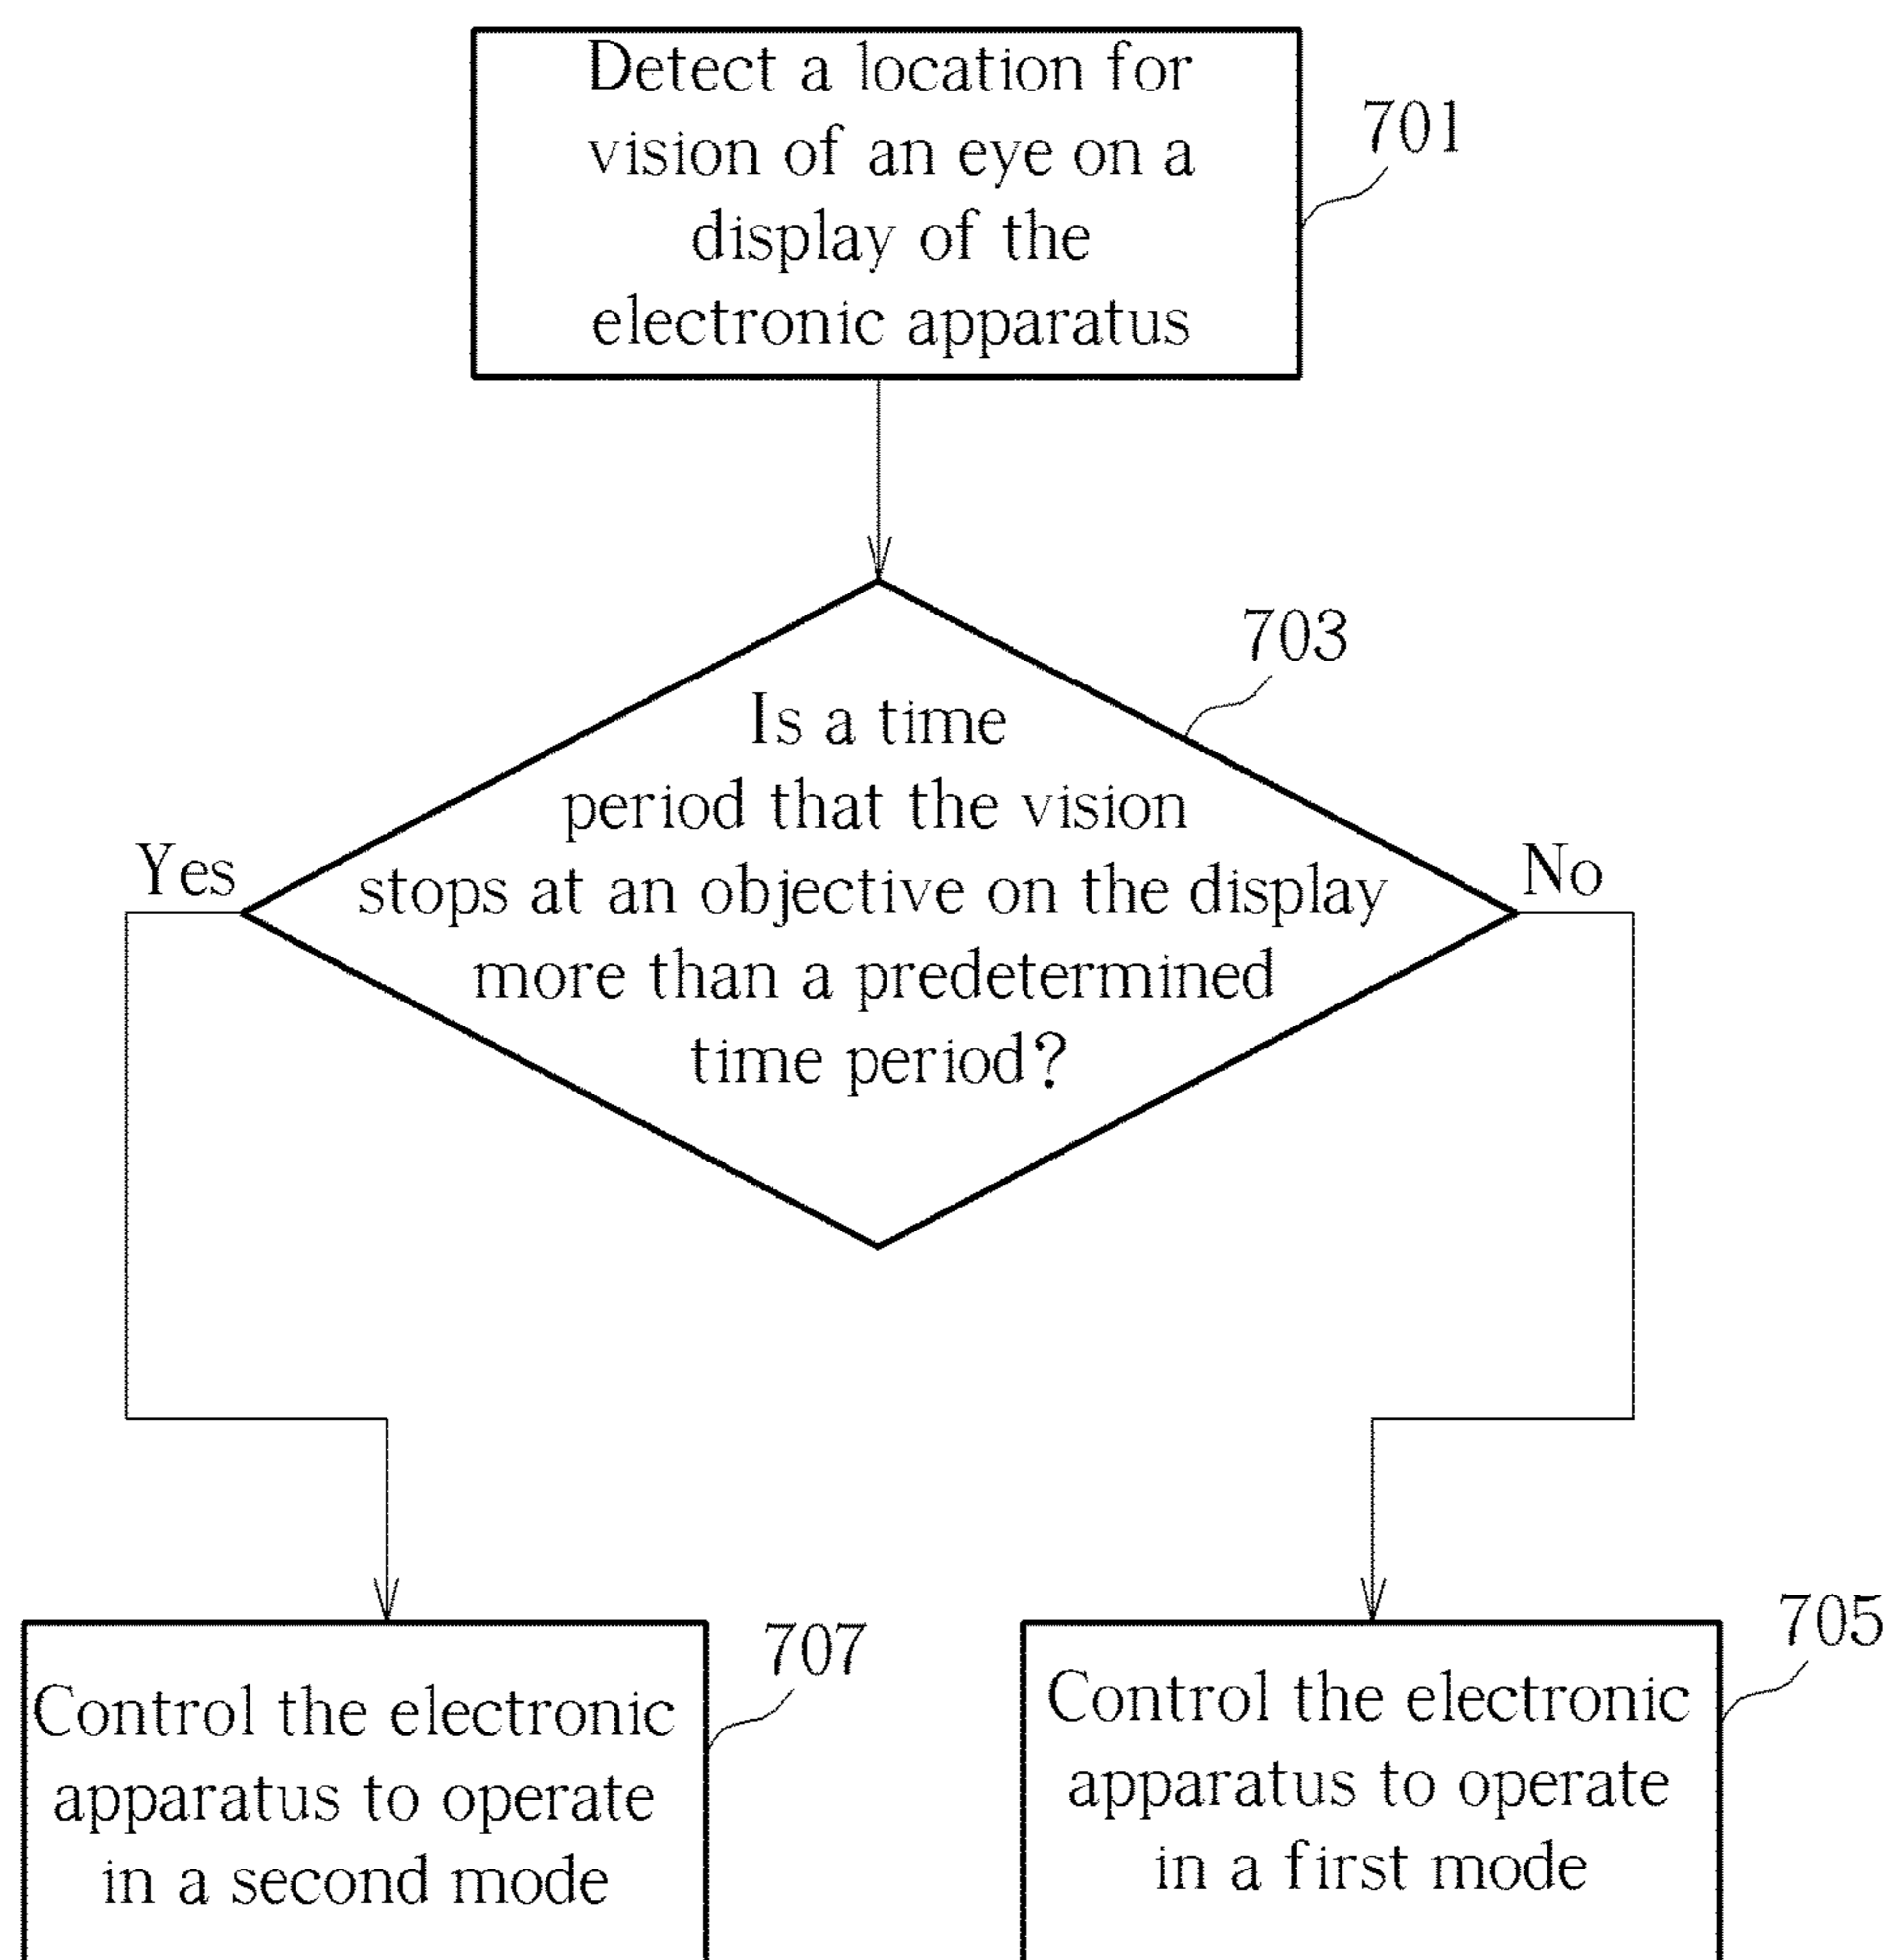 Detect a location for
vision of an eye on a
display of the
electronic apparatus
701
703
Is a time
period that the vision
stops at an objective on the display
more than a predetermined
time period?
Yes
No
707
Control the electronic
apparatus to operate
in a second mode
705
Control the electronic
apparatus to operate
in a first mode